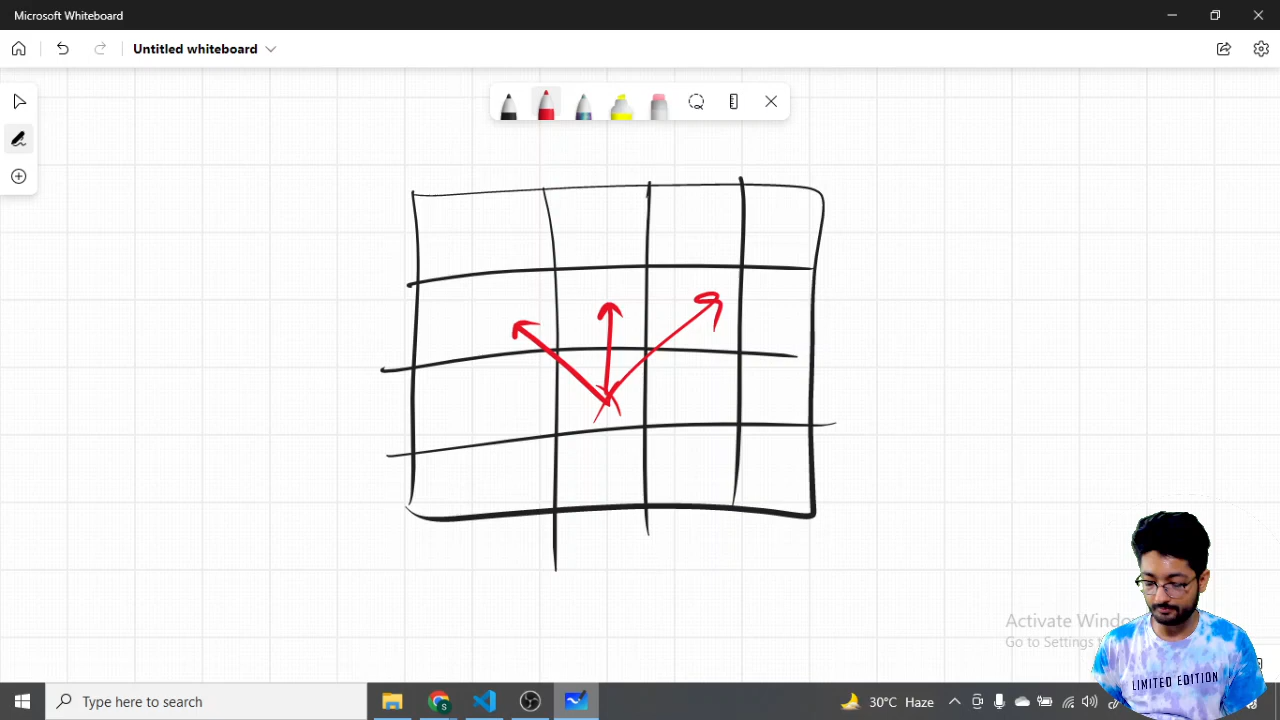 Microsoft Whiteboard
Untitled whiteboard
Activate Windo
Go to Settings t
LIMITED EDITION
Type here to search
30°C Haze